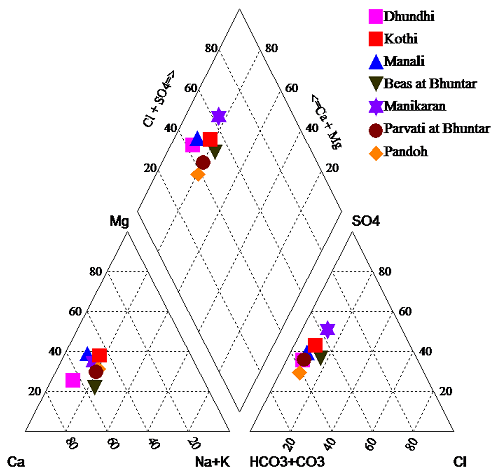 Dhundhi
Kothi
Manali
Beas at Bhuntar
Manikaran
Parvati at Bhuntar
Pandoh
80 80
60 60
40 40
20 20
Cl + SO4=>
<=Ca + Mg
Mg
SO4
80 80
60 60
40 40
20 20
80 60 40 20
20 40 60 80
Ca
Na+K
HCO3+CO3
Cl